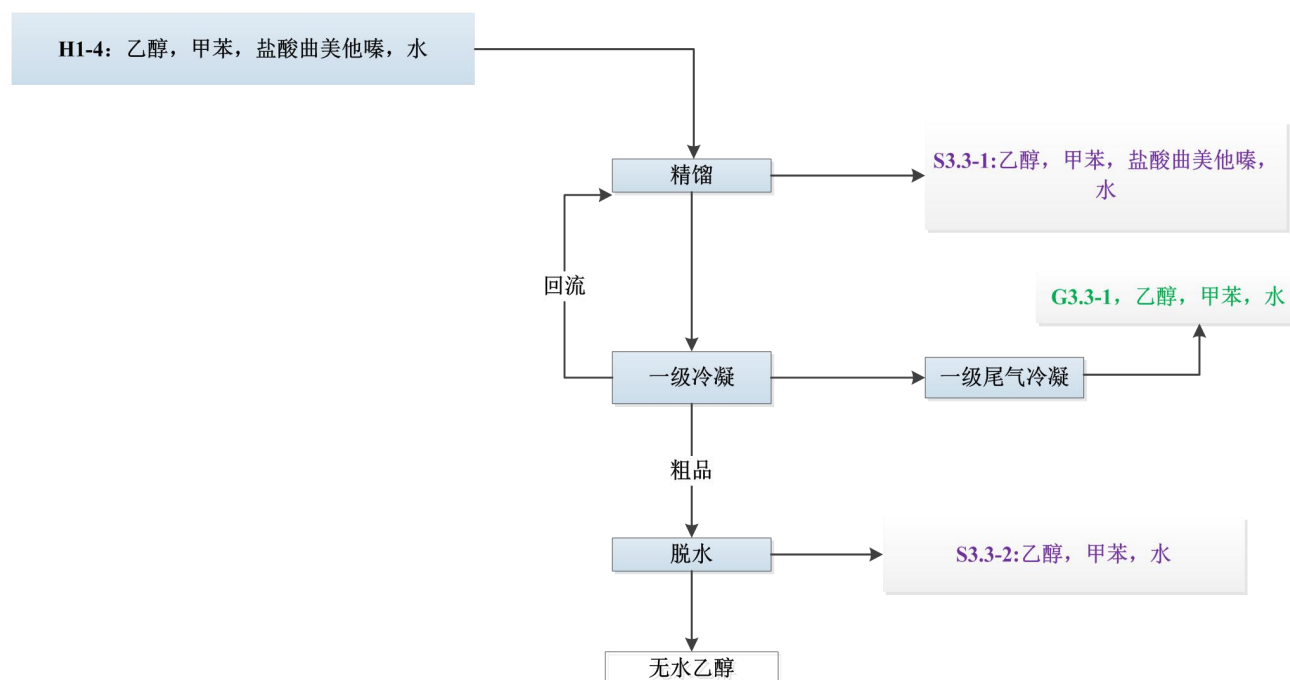 H1-4：乙醇，甲苯，盐酸曲美他嗪，水
精馏
S3.3-1:乙醇，甲苯，盐酸曲美他嗪，
水
回流
G3.3-1，乙醇，甲苯，水
一级冷凝
一级尾气冷凝
粗品
脱水
S3.3-2:乙醇，甲苯，水
无水乙醇